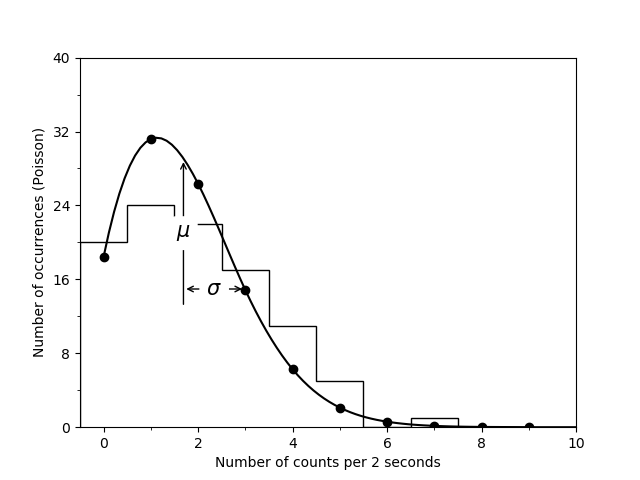 40
32
24
16
8
0
Number of occurrences (Poisson)
μ
σ
0 2 4 6 8 10
Number of counts per 2 seconds